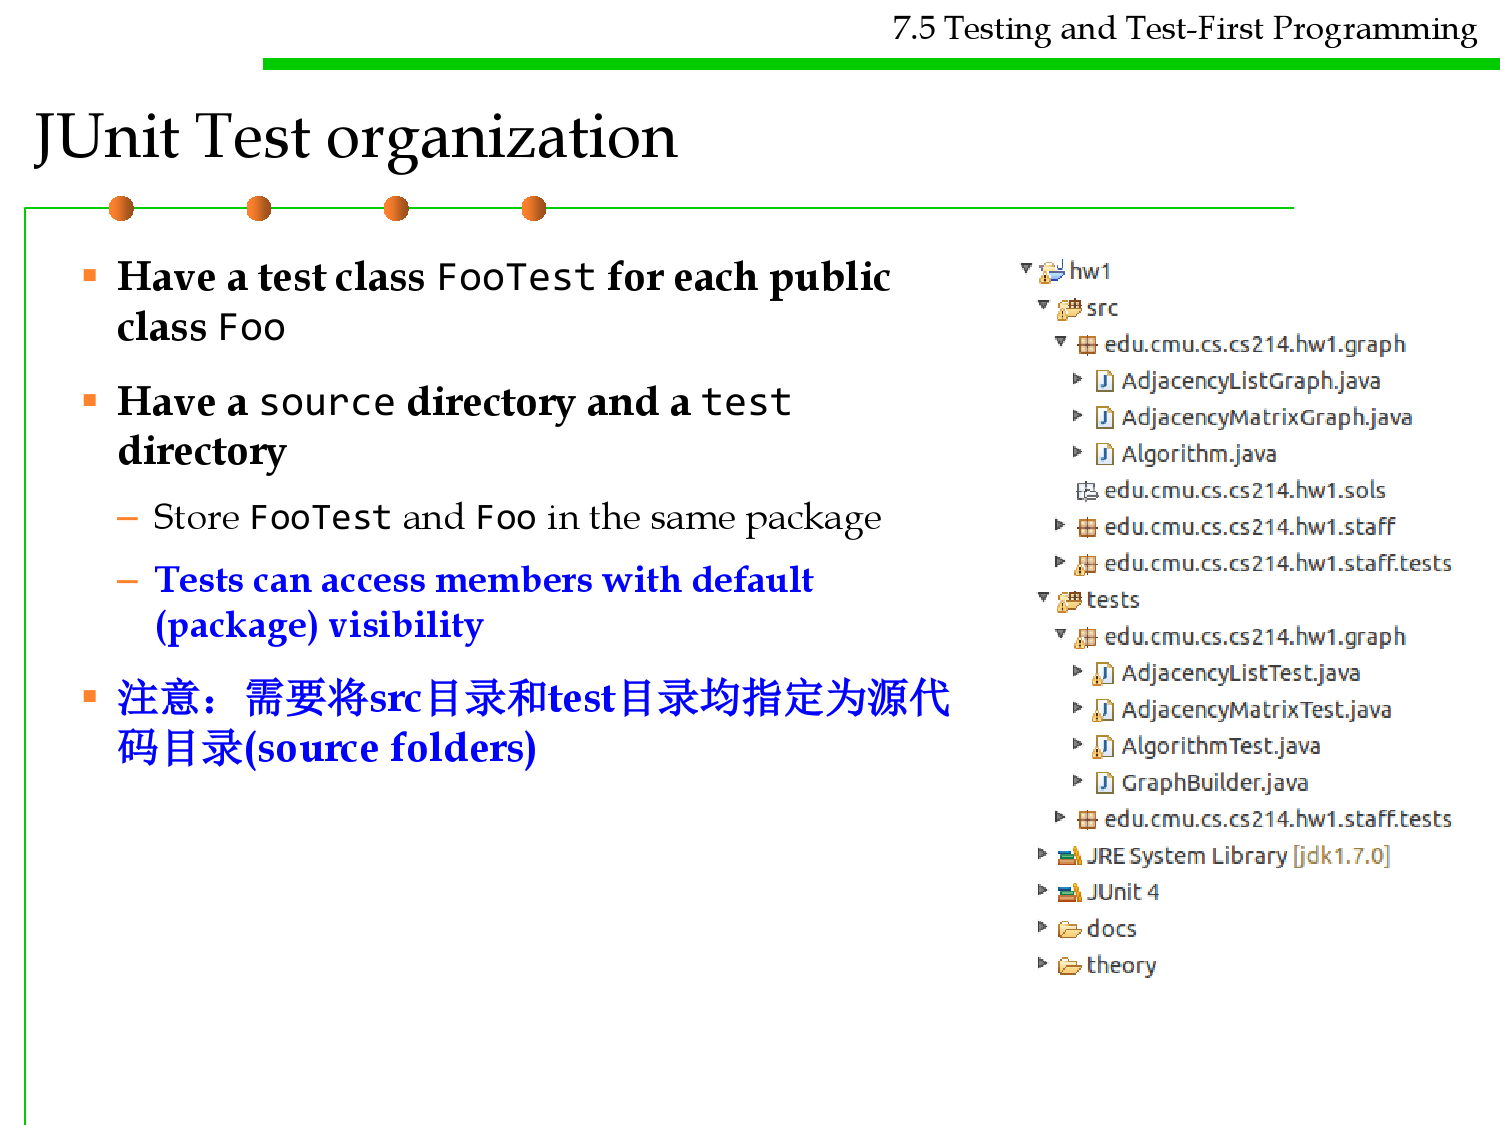 7.5 Testing and Test-First Programming
JUnit Test organization
Have a test class FooTest for each public
class Foo
Have a source directory and a test
directory
– Store FooTest and Foo in the same package
– Tests can access members with default
(package) visibility
注意：需要将src目录和test目录均指定为源代
码目录(source folders)
hw1
src
edu.cmu.cs.cs214.hw1.graph
AdjacencyListGraph.java
AdjacencyMatrixGraph.java
Algorithm.java
edu.cmu.cs.cs214.hw1.sols
edu.cmu.cs.cs214.hw1.staff
edu.cmu.cs.cs214.hw1.staff.tests
tests
edu.cmu.cs.cs214.hw1.graph
AdjacencyListTest.java
AdjacencyMatrixTest.java
AlgorithmTest.java
GraphBuilder.java
edu.cmu.cs.cs214.hw1.staff.tests
JRE System Library [jdk1.7.0]
JUnit 4
docs
theory